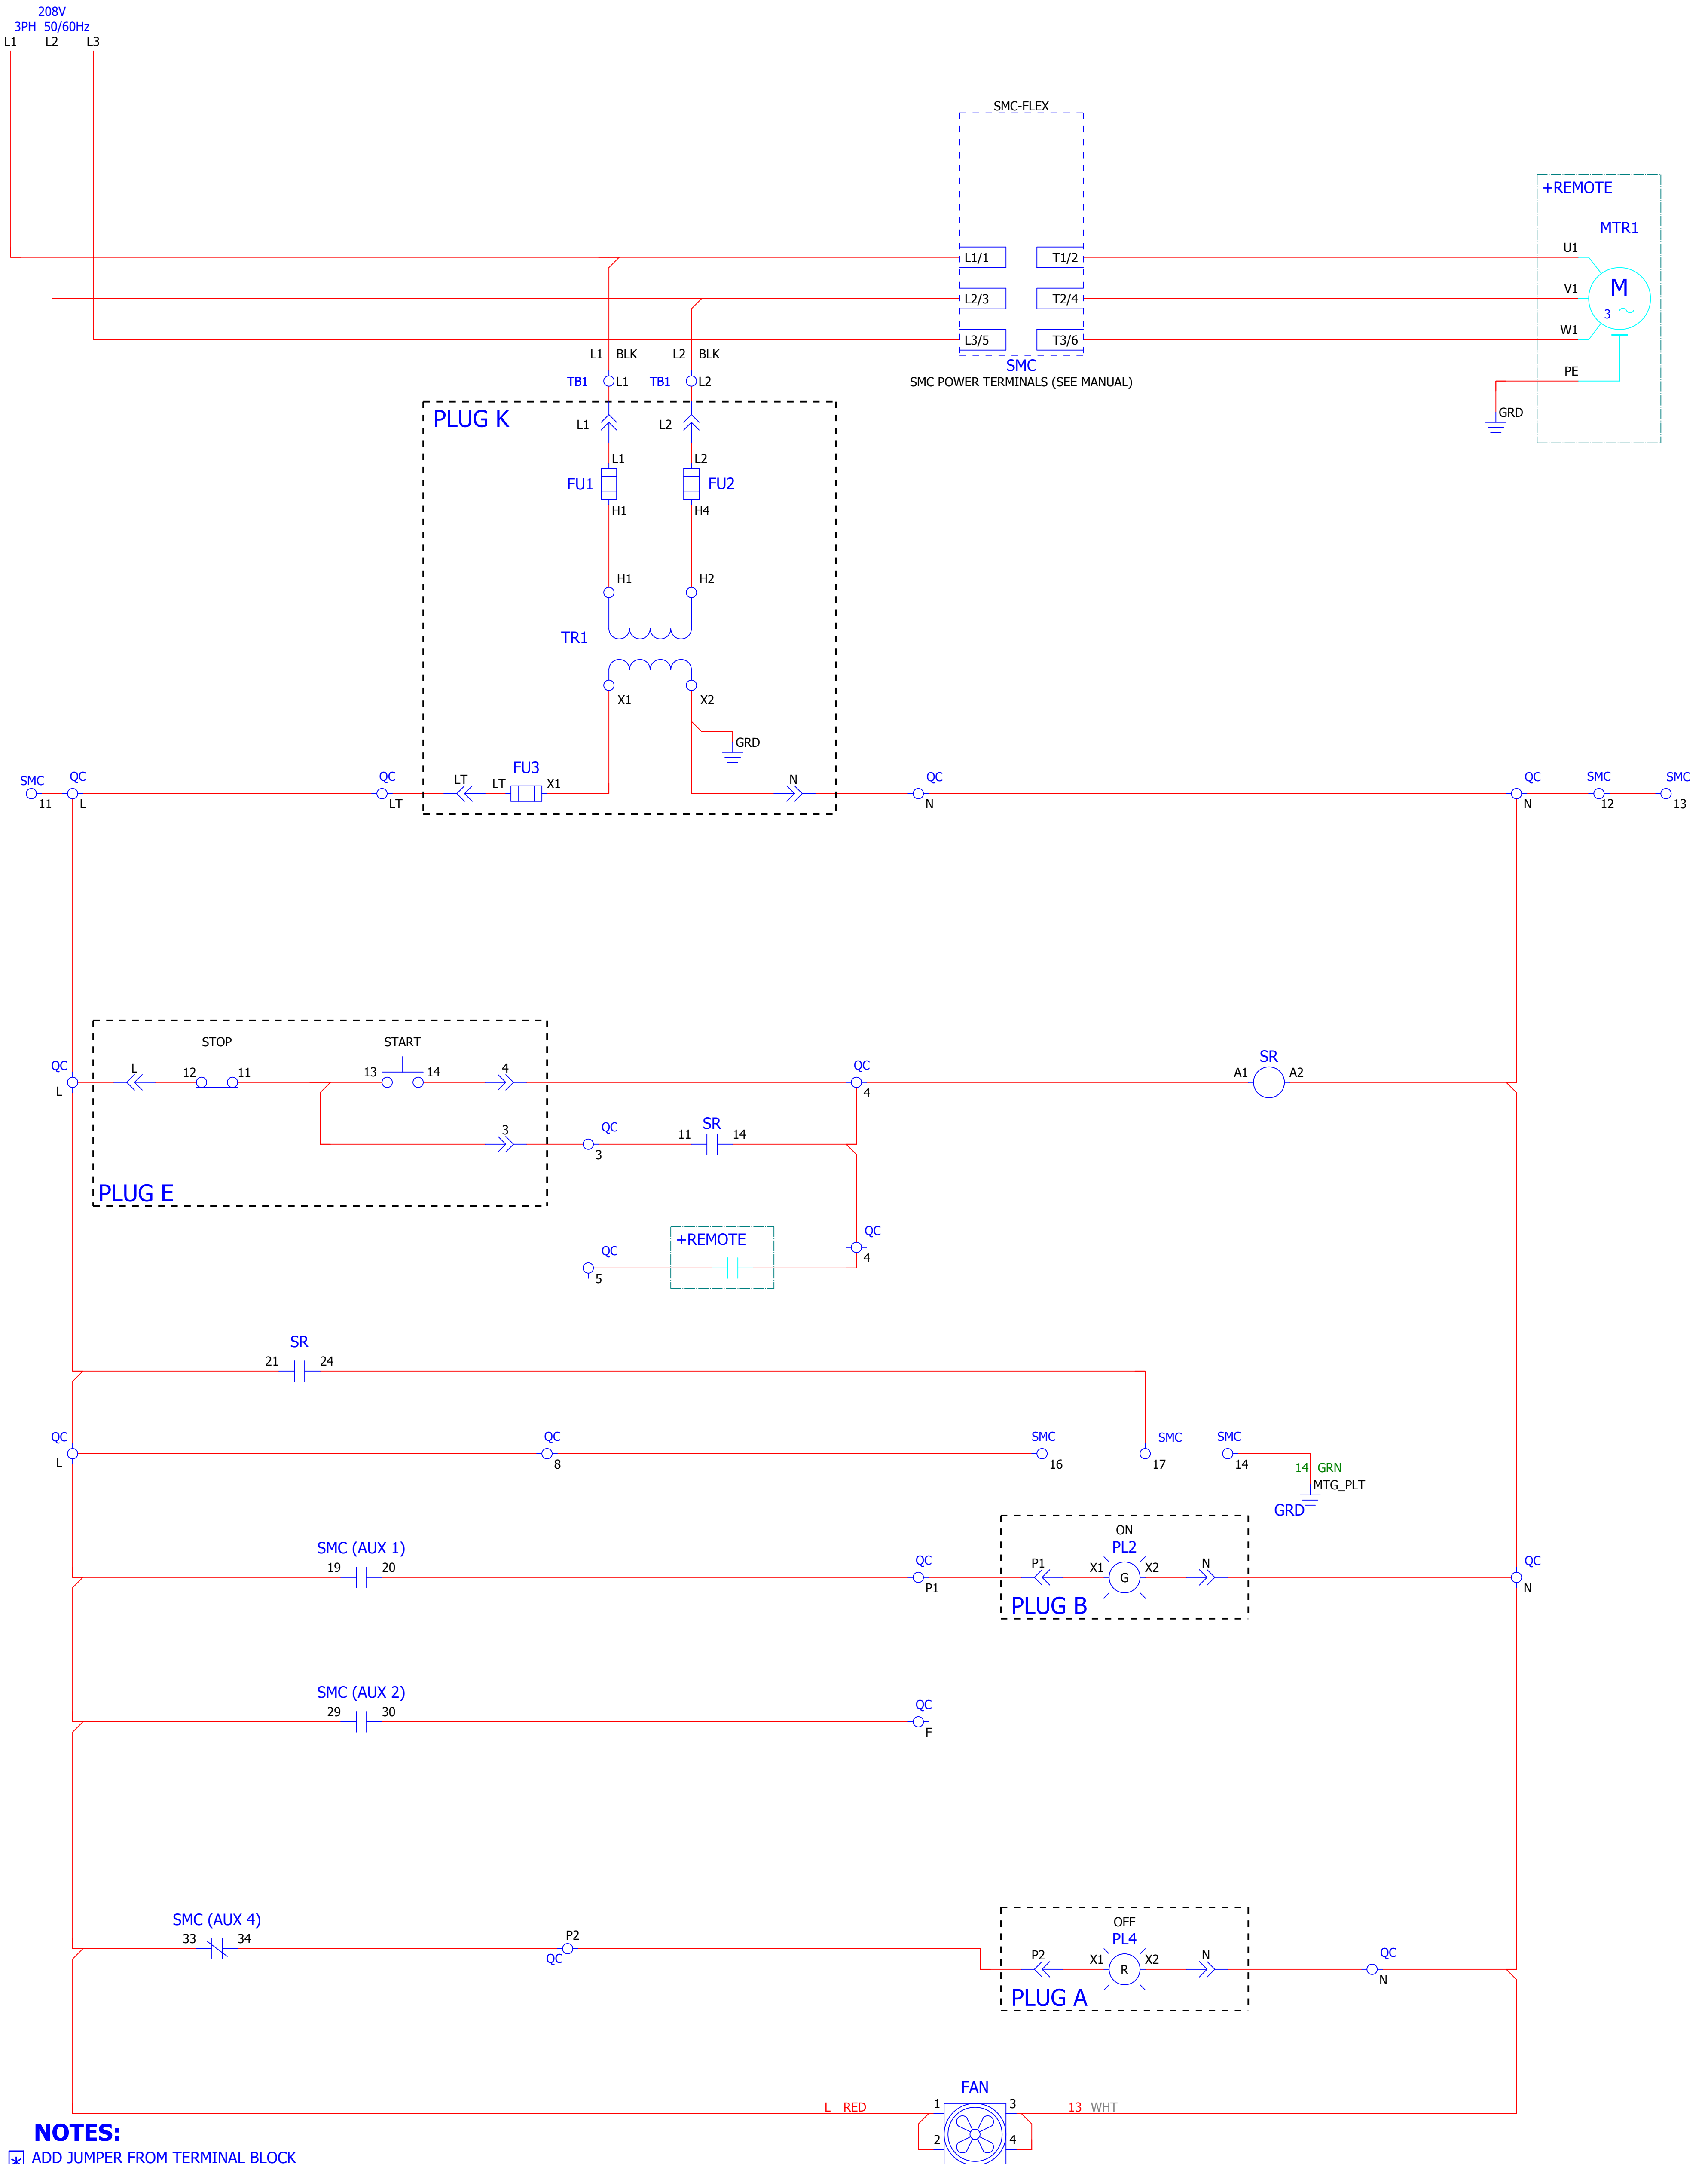 208V
3PH 50/60Hz
L1 L2 L3
SMC-FLEX
+REMOTE
MTR1
U1
L1/1 T1/2
V1
M
3
L2/3 T2/4
W1
L3/5 T3/6
L1 BLK L2 BLK
SMC
SMC POWER TERMINALS (SEE MANUAL)
PE
TB1 L1 TB1 L2
GRD
PLUG K
L1 L2
L1 L2
FU1 FU2
H1 H4
H1 H2
TR1
X1 X2
GRD
SMC QC QC LT LT FU3 X1 N QC QC SMC SMC
11 L LT N N 12 13
STOP START
QC L 12 11 13 14 4 QC SR
L 4 A1 A2
3 QC 11 SR 14
3
PLUG E
+REMOTE
QC QC
5 4
SR
21 24
QC QC SMC SMC SMC
L 8 16 17 14
14 GRN
MTG_PLT
GRD
ON
SMC (AUX 1)
PL2
19 20 QC P1 X1 G X2 N QC
P1 N
PLUG B
SMC (AUX 2)
29 30 QC
F
SMC (AUX 4)
OFF
33 34 P2 PL4
QC P2 X1 R X2 N QC
N
PLUG A
FAN
L RED 1 3 13 WHT
2 4
NOTES:
* ADD JUMPER FROM TERMINAL BLOCK